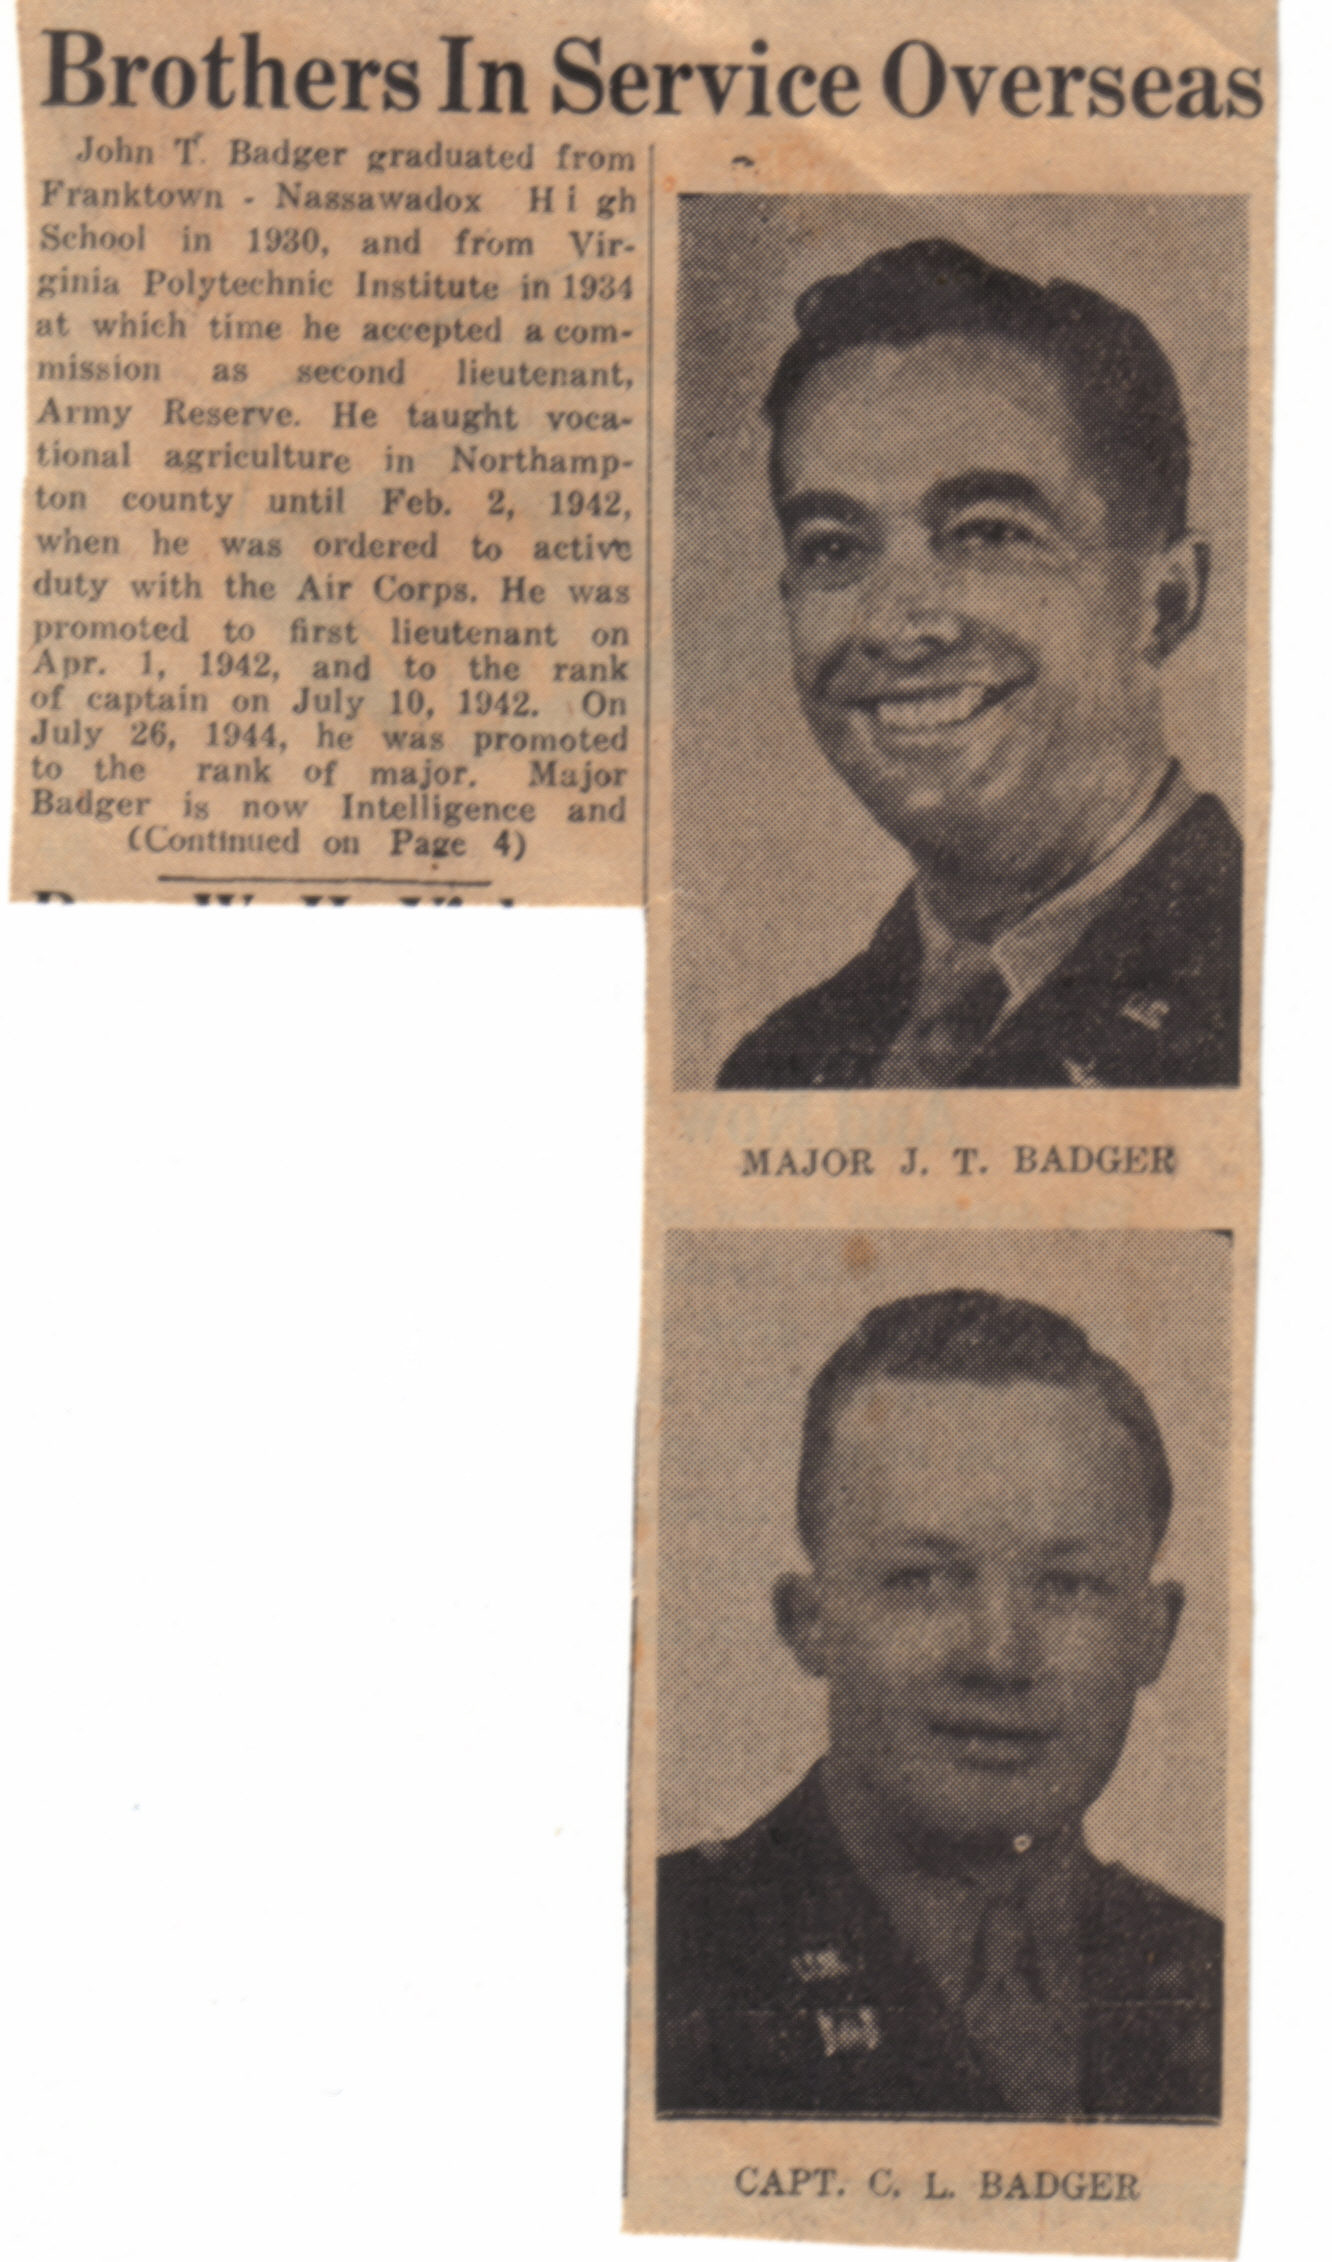 Brothers In Service Overseas
John T. Badger graduated from
Franktown - Nassawadox High
School in 1930, and from Vir-
ginia Polytechnic Institute in 1934
at which time he accepted a com-
mission as second lieutenant,
Army Reserve. He taught voca-
tional agriculture in Northamp-
ton county until Feb. 2, 1942,
when he was ordered to active
duty with the Air Corps. He was
promoted to first lieutenant on
Apr. 1, 1942, and to the rank
of captain on July 10, 1942. On
July 26, 1944, he was promoted
to the rank of major. Major
Badger is now Intelligence and
(Continued on Page 4)
MAJOR J. T. BADGER
CAPT. C. L. BADGER